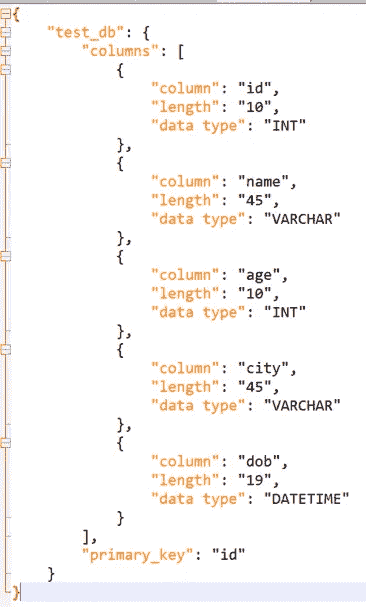 {
    "test_db": {
        "columns": [
            {
                "column": "id",
                "length": "10",
                "data type": "INT"
            },
            {
                "column": "name",
                "length": "45",
                "data type": "VARCHAR"
            },
            {
                "column": "age",
                "length": "10",
                "data type": "INT"
            },
            {
                "column": "city",
                "length": "45",
                "data type": "VARCHAR"
            },
            {
                "column": "dob",
                "length": "19",
                "data type": "DATETIME"
            }
        ],
        "primary_key": "id"
    }
}